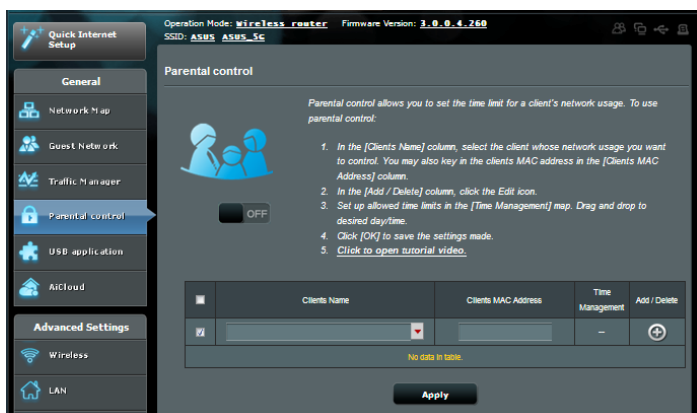 Quick Internet
Setup
Operation Mode: Wireless router Firmware Version: 3.0.0.4.260
SSID: ASUS ASUS_5G
General
Network Map
Guest Network
Traffic Manager
Parental control
USB application
AiCloud
Advanced Settings
Wireless
LAN
Parental control
Parental control allows you to set the time limit for a client's network usage. To use
parental control:
1. In the [Clients Name] column, select the client whose network usage you want
to control. You may also key in the clients MAC address in the [Clients MAC
Address] column.
2. In the [Add / Delete] column, click the Edit icon.
3. Set up allowed time limits in the [Time Management] map. Drag and drop to
desired day/time.
4. Click [OK] to save the settings made.
5. Click to open tutorial video.
OFF
Clients Name Clients MAC Address Time Management Add / Delete
–
No data in table.
Apply